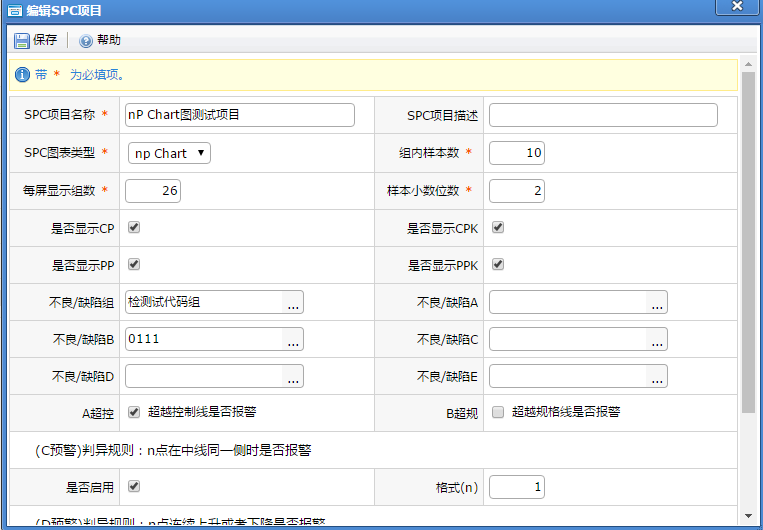 编辑SPC项目
保存 帮助
带 * 为必填项。
SPC项目名称 * nP Chart图测试项目 SPC项目描述
SPC图表类型 * np Chart 组内样本数 * 10
每屏显示组数 * 26 样本小数位数 * 2
是否显示CP 是否显示CPK
是否显示PP 是否显示PPK
不良/缺陷组 检测试代码组 ... 不良/缺陷A ...
不良/缺陷B 0111 ... 不良/缺陷C ...
不良/缺陷D ... 不良/缺陷E ...
A超控 超越控制线是否报警 B超规 超越规格线是否报警
(C预警)判异规则：n点在中线同一侧时是否报警
是否启用 格式(n) 1
(D预警)判异规则：n点连续上升或者下降是否报警